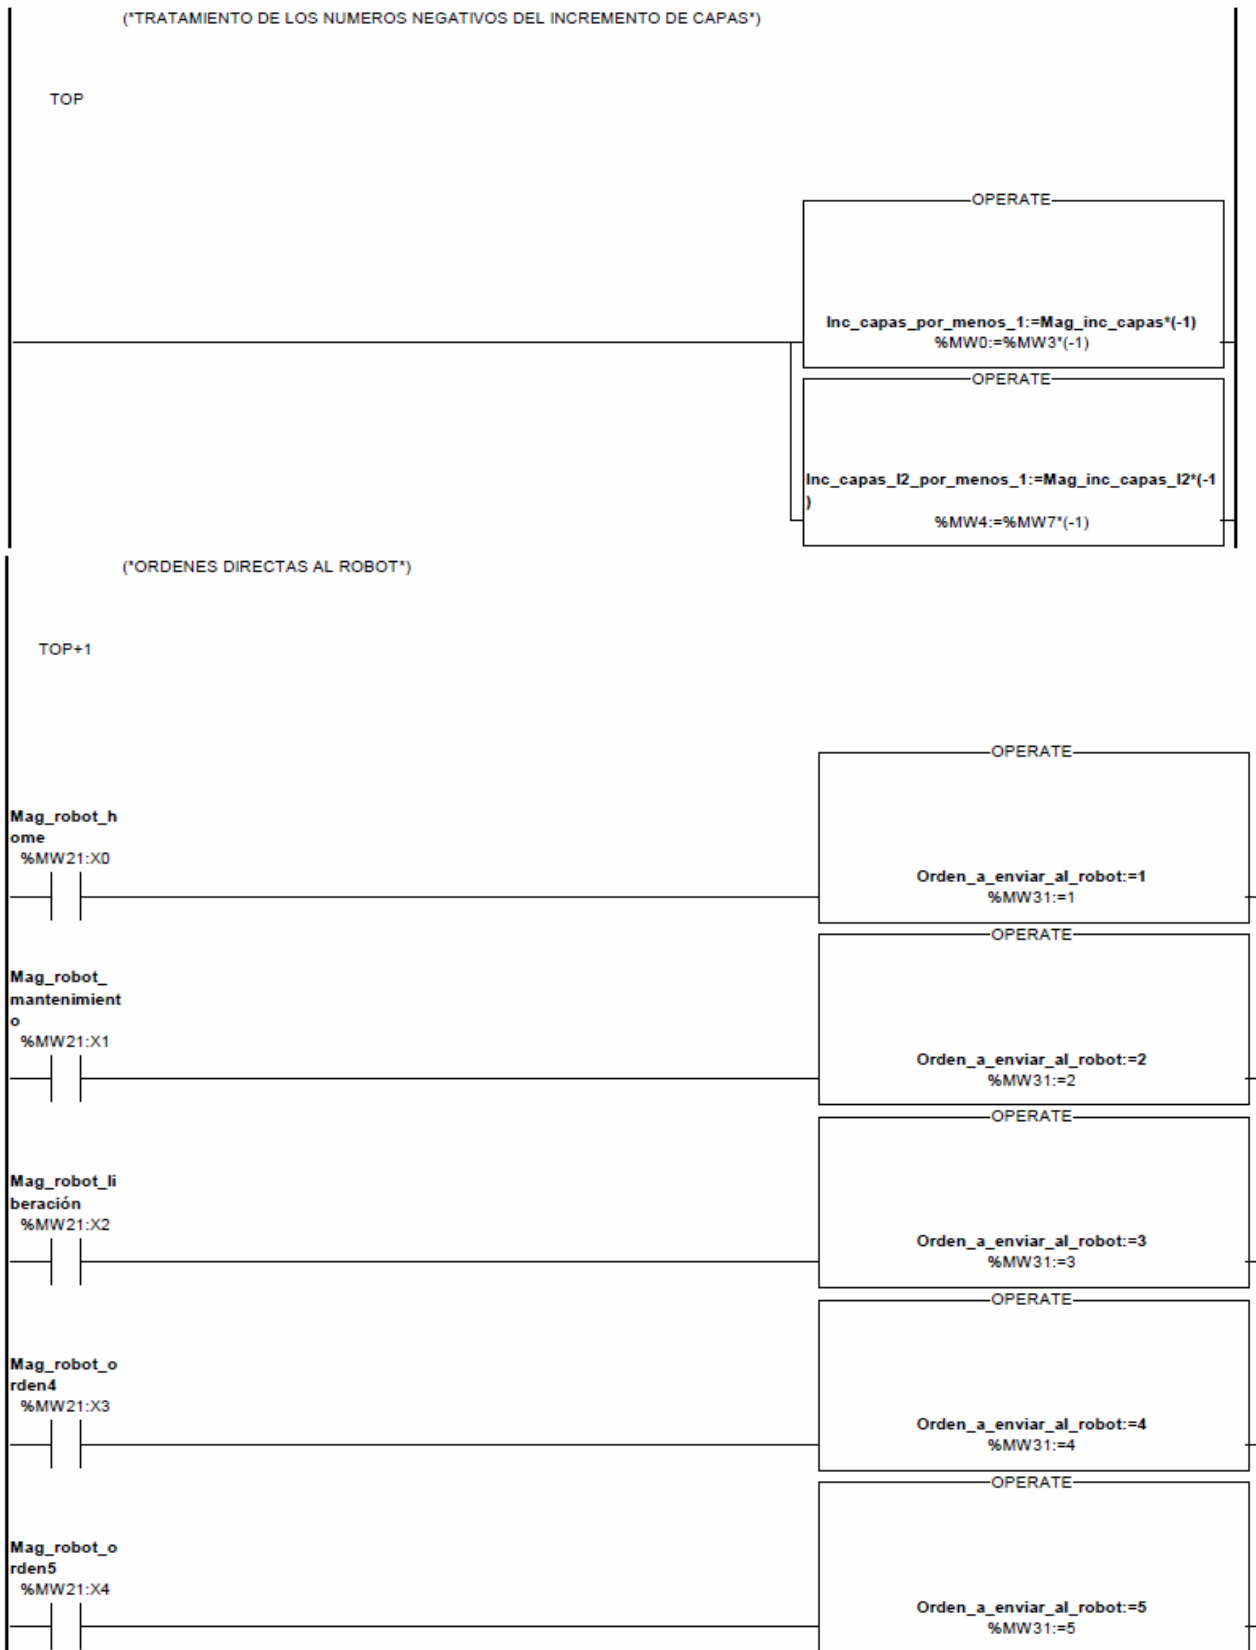 (*TRATAMIENTO DE LOS NUMEROS NEGATIVOS DEL INCREMENTO DE CAPAS*)
TOP
OPERATE
Inc_capas_por_menos_1:=Mag_inc_capas*(-1)
%MW0:=%MW3*(-1)
OPERATE
Inc_capas_l2_por_menos_1:=Mag_inc_capas_l2*(-1
)
%MW4:=%MW7*(-1)
(*ORDENES DIRECTAS AL ROBOT*)
TOP+1
OPERATE
Mag_robot_h
ome
%MW21:X0
Orden_a_enviar_al_robot:=1
%MW31:=1
OPERATE
Mag_robot_
mantenimient
o
%MW21:X1
Orden_a_enviar_al_robot:=2
%MW31:=2
OPERATE
Mag_robot_li
beración
%MW21:X2
Orden_a_enviar_al_robot:=3
%MW31:=3
OPERATE
Mag_robot_o
rden4
%MW21:X3
Orden_a_enviar_al_robot:=4
%MW31:=4
OPERATE
Mag_robot_o
rden5
%MW21:X4
Orden_a_enviar_al_robot:=5
%MW31:=5